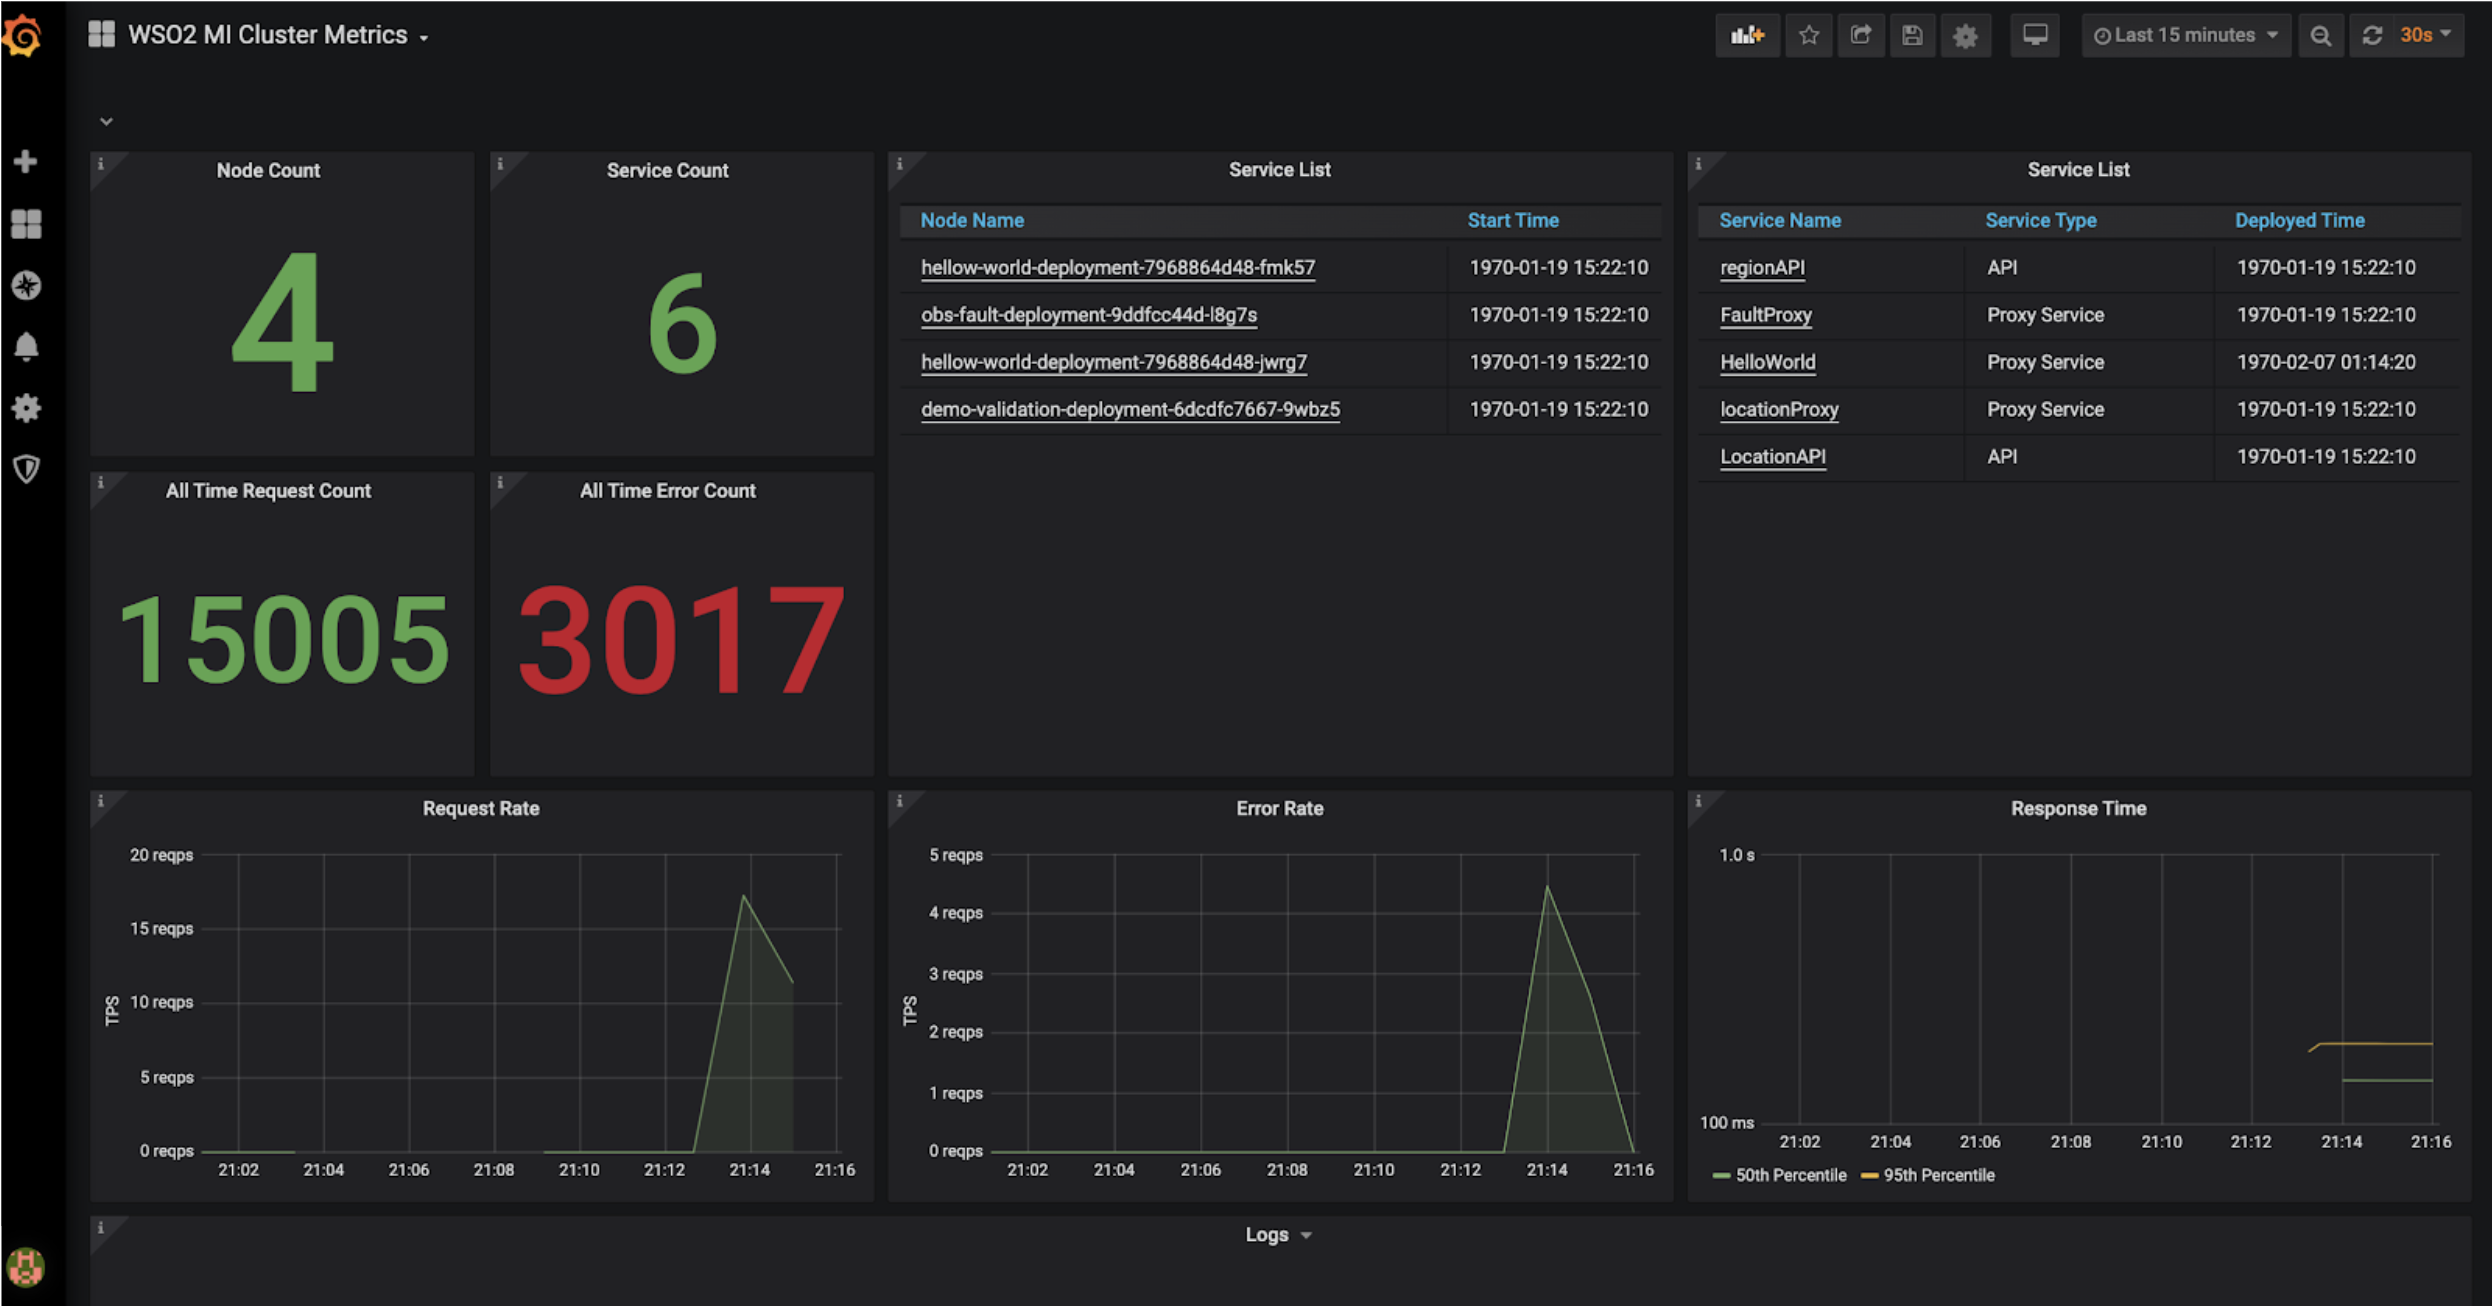 WSO2 MI Cluster Metrics
Last 15 minutes
30s
Node Count
4
Service Count
6
Service List
Node Name Start Time
hellow-world-deployment-7968864d48-fmk57 1970-01-19 15:22:10
obs-fault-deployment-9ddfcc44d-l8g7s 1970-01-19 15:22:10
hellow-world-deployment-7968864d48-jwrg7 1970-01-19 15:22:10
demo-validation-deployment-6dcdfc7667-9wbz5 1970-01-19 15:22:10
Service List
Service Name Service Type Deployed Time
regionAPI API 1970-01-19 15:22:10
FaultProxy Proxy Service 1970-01-19 15:22:10
HelloWorld Proxy Service 1970-02-07 01:14:20
locationProxy Proxy Service 1970-01-19 15:22:10
LocationAPI API 1970-01-19 15:22:10
All Time Request Count
15005
All Time Error Count
3017
Request Rate
20 reqps
15 reqps
10 reqps
5 reqps
0 reqps
TPS
21:02 21:04 21:06 21:08 21:10 21:12 21:14 21:16
Error Rate
5 reqps
4 reqps
3 reqps
2 reqps
1 reqps
0 reqps
TPS
21:02 21:04 21:06 21:08 21:10 21:12 21:14 21:16
Response Time
1.0 s
100 ms
21:02 21:04 21:06 21:08 21:10 21:12 21:14 21:16
50th Percentile 95th Percentile
Logs